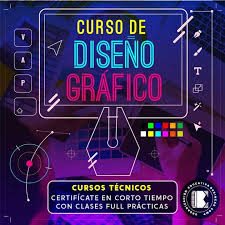 CURSO DE
DISEÑO
GRÁFICO
V
A
P
CURSOS TÉCNICOS
CERTIFÍCATE EN CORTO TIEMPO
CON CLASES FULL PRÁCTICAS